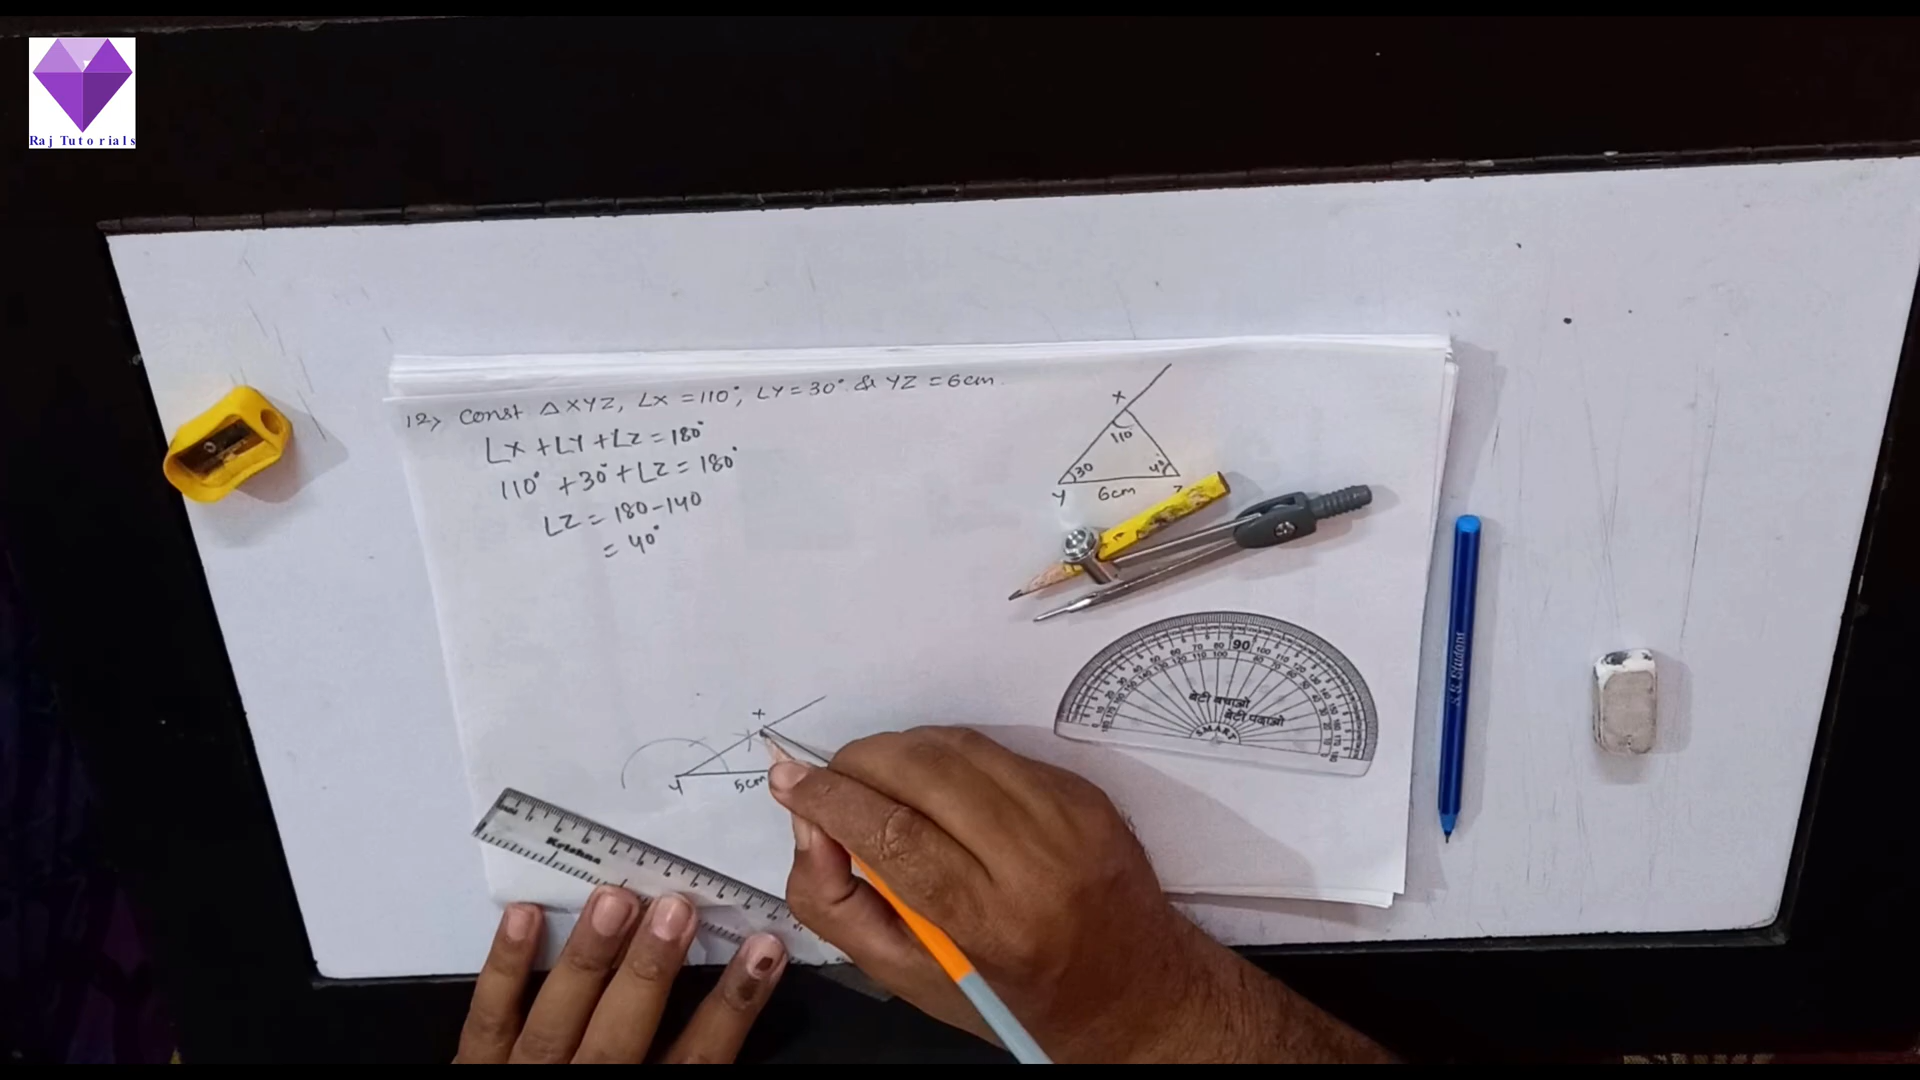 Raj Tutorials
12> Const △XYZ, ∠X = 110°, ∠Y = 30° & YZ = 6cm.
∠X + ∠Y + ∠Z = 180°
110° + 30° + ∠Z = 180°
∠Z = 180 - 140
= 40°
X
110
30
40
Y
6cm
Z
X
Y
5cm
90
बेटी बचाओ
बेटी पढ़ाओ
SMART
Krishna